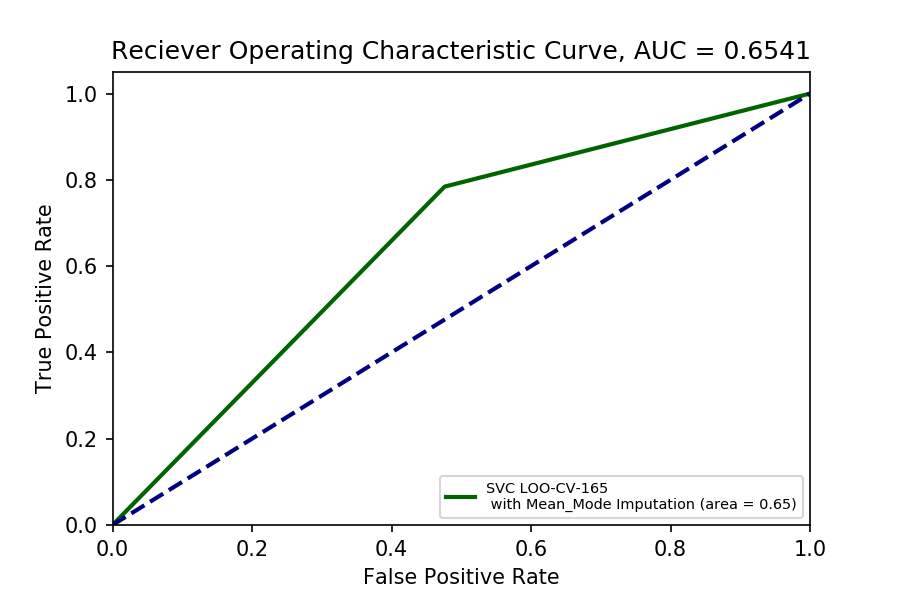 Reciever Operating Characteristic Curve, AUC = 0.6541
1.0
0.8
0.6
0.4
0.2
0.0
True Positive Rate
SVC LOO-CV-165
with Mean_Mode Imputation (area = 0.65)
0.0 0.2 0.4 0.6 0.8 1.0
False Positive Rate